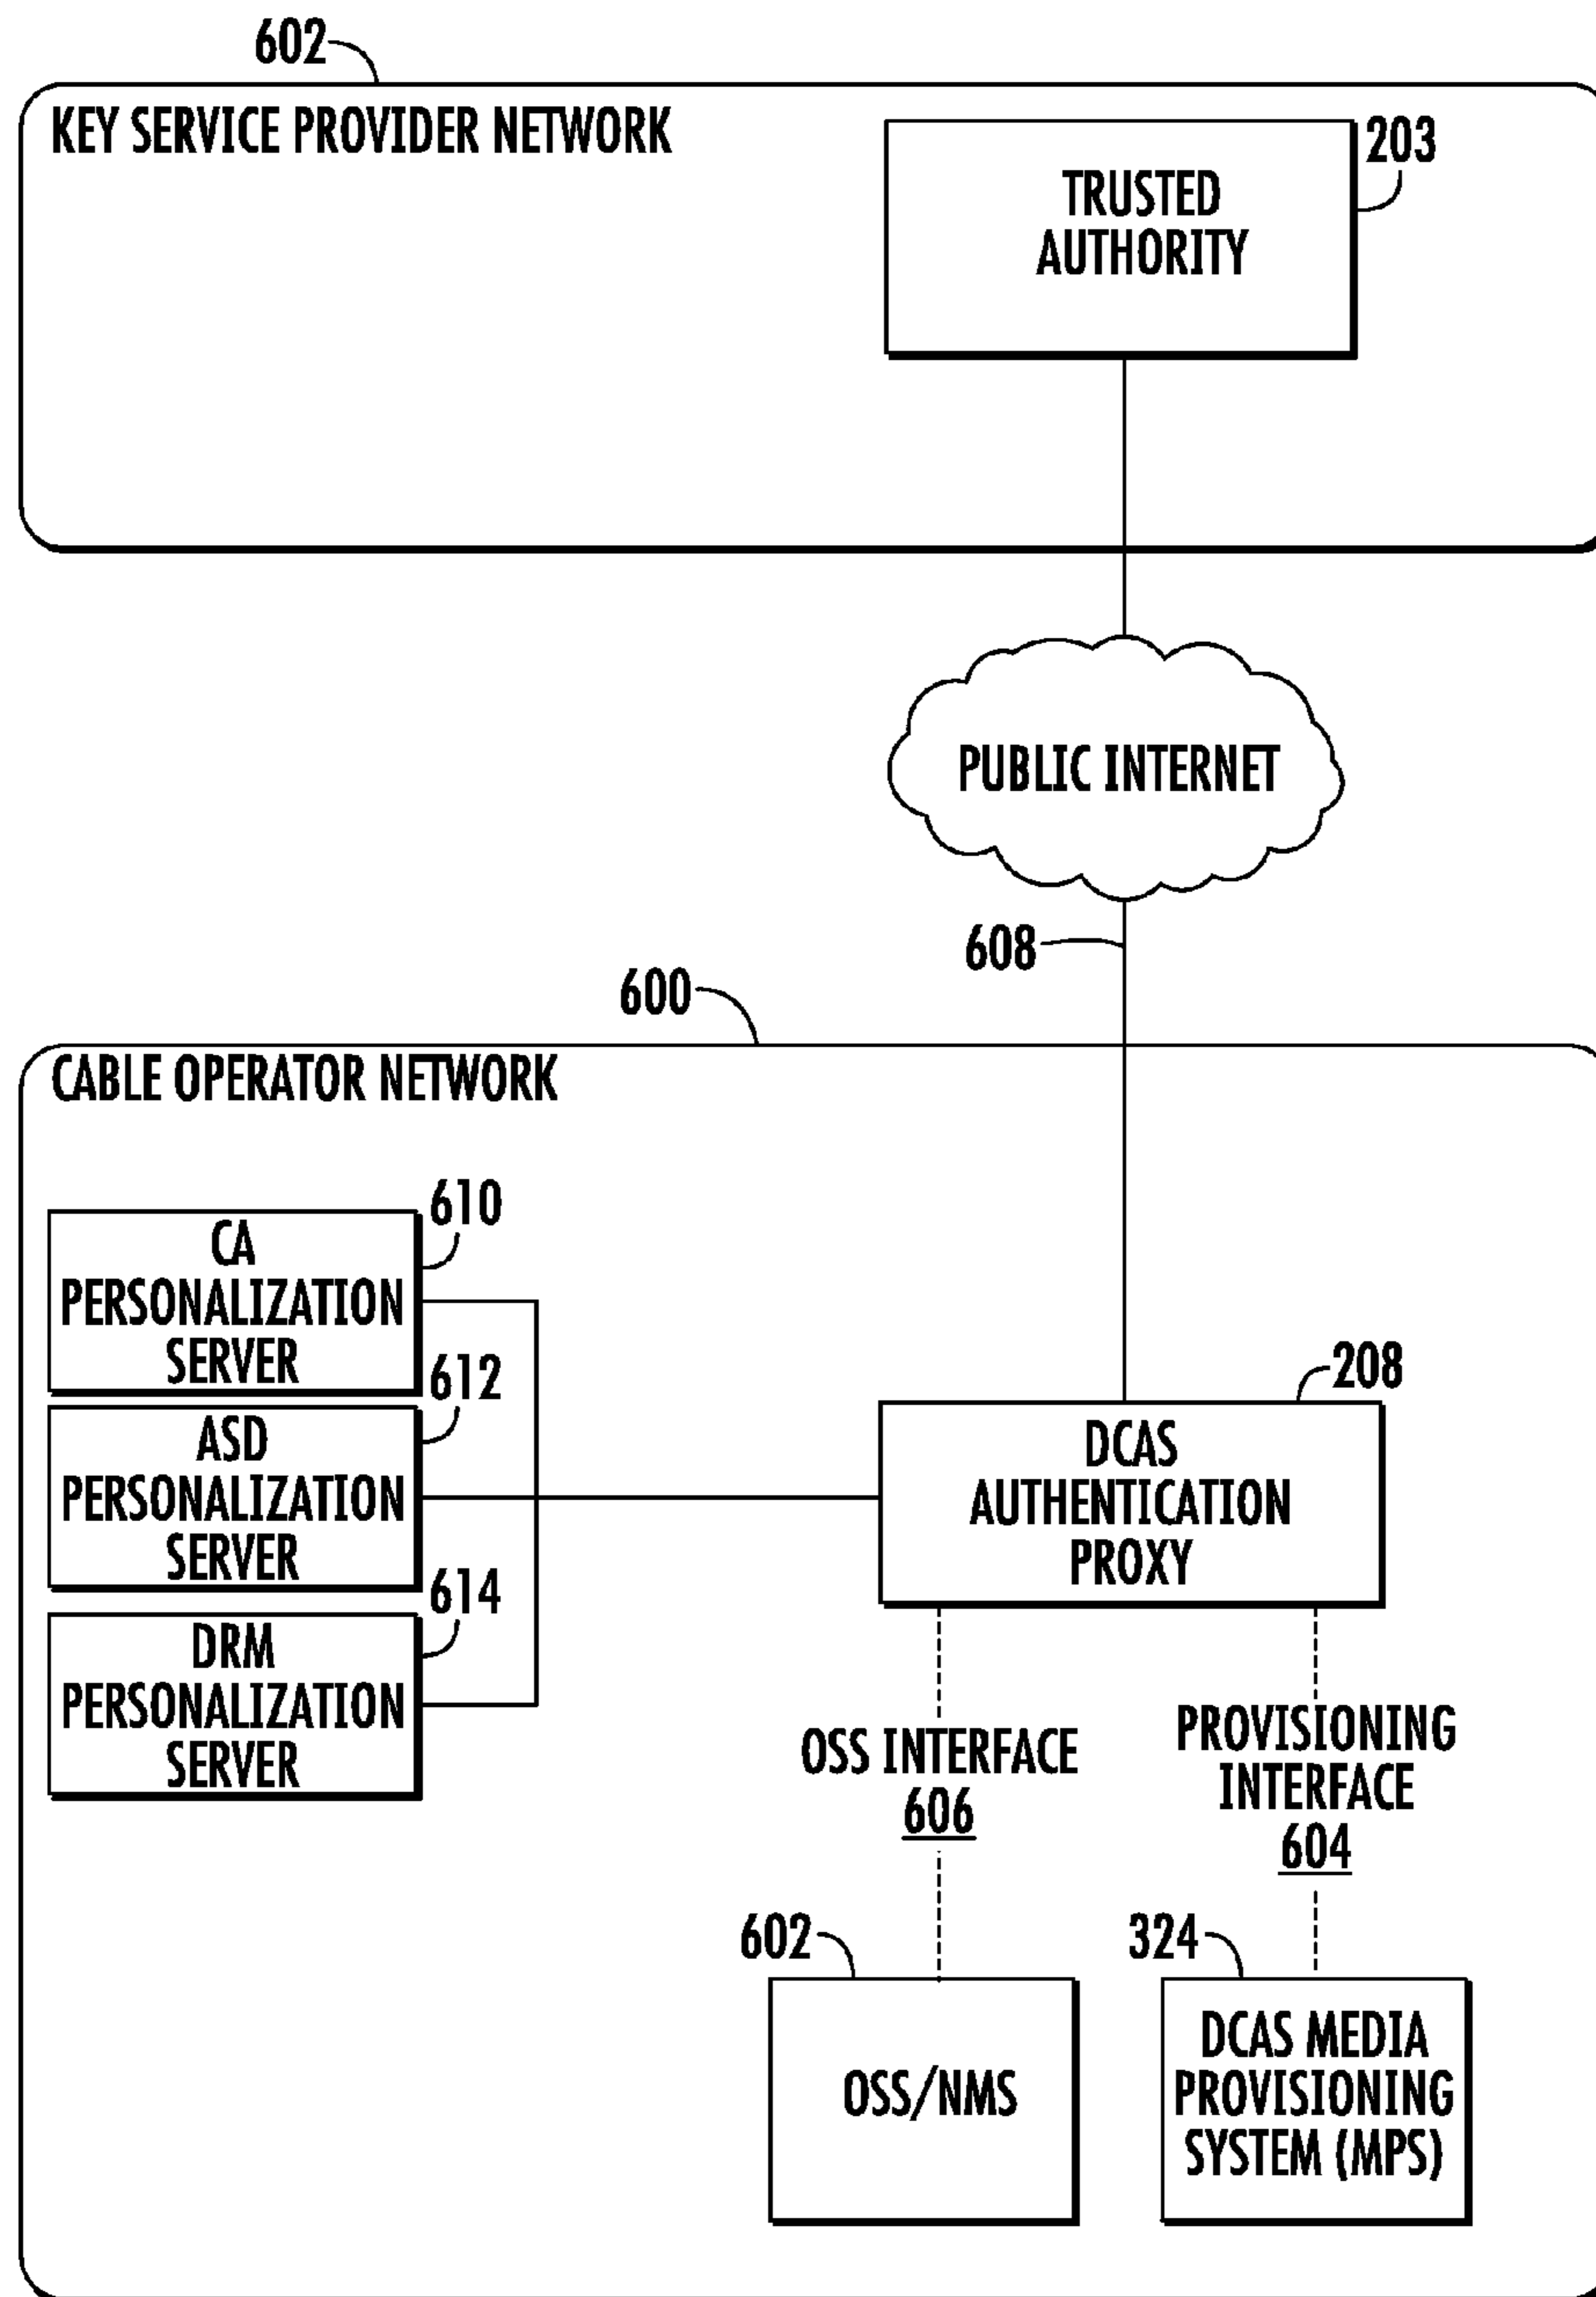 602
KEY SERVICE PROVIDER NETWORK
203
TRUSTED
AUTHORITY
PUBLIC INTERNET
608
600
CABLE OPERATOR NETWORK
610
CA
PERSONALIZATION
SERVER
612
ASD
PERSONALIZATION
SERVER
614
DRM
PERSONALIZATION
SERVER
208
DCAS
AUTHENTICATION
PROXY
OSS INTERFACE
606
PROVISIONING
INTERFACE
604
602
OSS/NMS
324
DCAS MEDIA
PROVISIONING
SYSTEM (MPS)